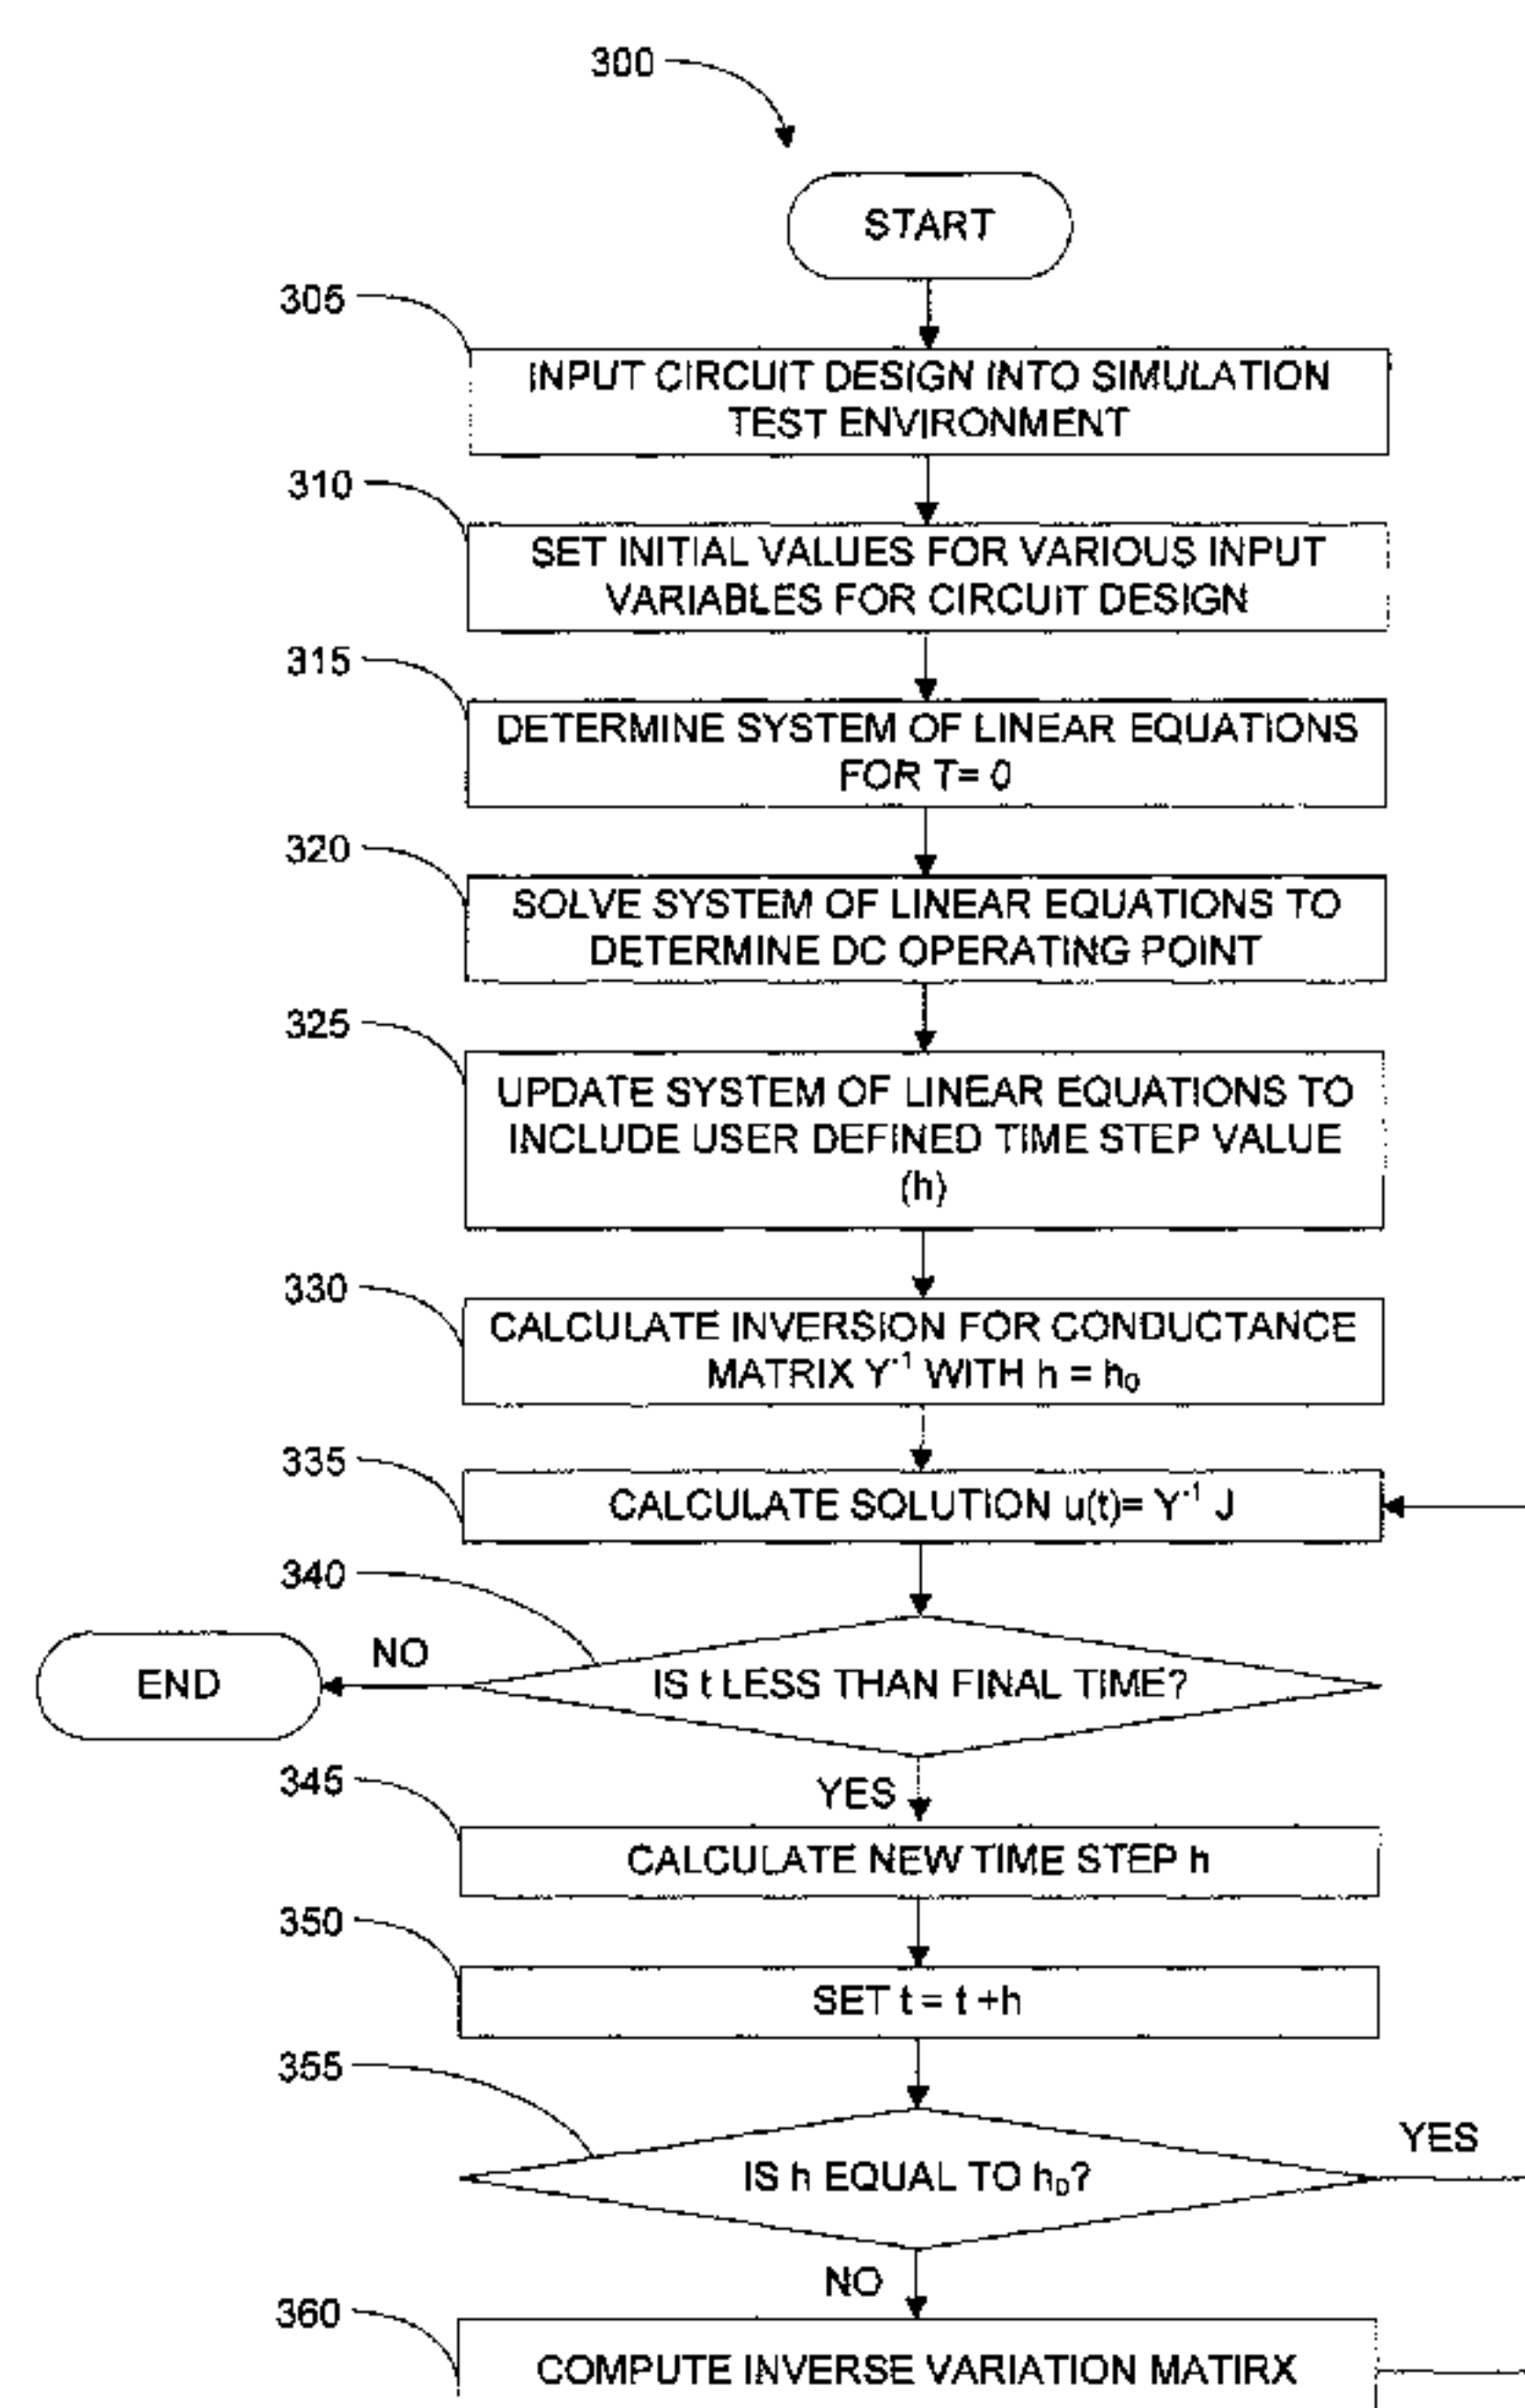 300
START
305
INPUT CIRCUIT DESIGN INTO SIMULATION
TEST ENVIRONMENT
310
SET INITIAL VALUES FOR VARIOUS INPUT
VARIABLES FOR CIRCUIT DESIGN
315
DETERMINE SYSTEM OF LINEAR EQUATIONS
FOR T= 0
320
SOLVE SYSTEM OF LINEAR EQUATIONS TO
DETERMINE DC OPERATING POINT
325
UPDATE SYSTEM OF LINEAR EQUATIONS TO
INCLUDE USER DEFINED TIME STEP VALUE
(h)
330
CALCULATE INVERSION FOR CONDUCTANCE
MATRIX Y⁻¹ WITH h = h₀
335
CALCULATE SOLUTION u(t)= Y⁻¹ J
340
IS t LESS THAN FINAL TIME?
NO
END
YES
345
CALCULATE NEW TIME STEP h
350
SET t = t +h
355
IS h EQUAL TO h₀?
YES
NO
360
COMPUTE INVERSE VARIATION MATIRX